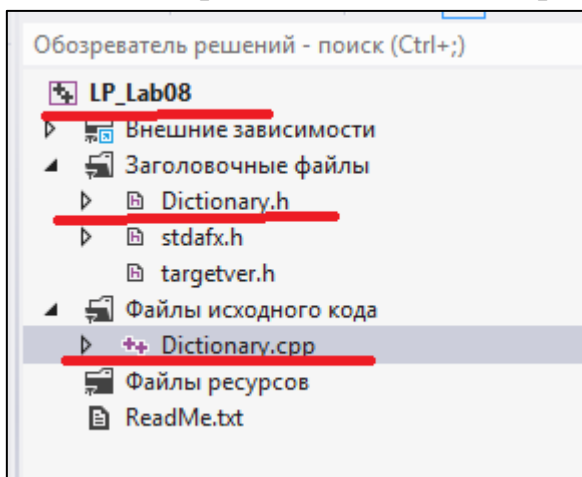 Обозреватель решений - поиск (Ctrl+;)
LP_Lab08
Внешние зависимости
Заголовочные файлы
Dictionary.h
stdafx.h
targetver.h
Файлы исходного кода
Dictionary.cpp
Файлы ресурсов
ReadMe.txt